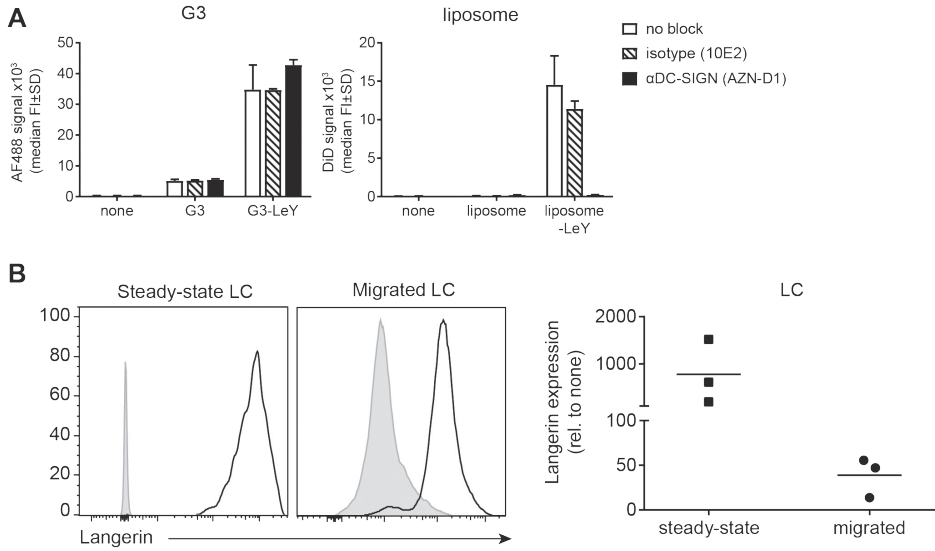 A
G3
liposome
no block
isotype (10E2)
αDC-SIGN (AZN-D1)
AF488 signal x10³
(median FI±SD)
50
40
30
20
10
0
none
G3
G3-LeY
DiD signal x10³
(median FI±SD)
20
15
10
5
0
none
liposome
liposome
-LeY
B
Steady-state LC
Migrated LC
100
80
60
40
20
0
Langerin
LC
Langerin expression
(rel. to none)
2000
1000
100
50
0
steady-state
migrated